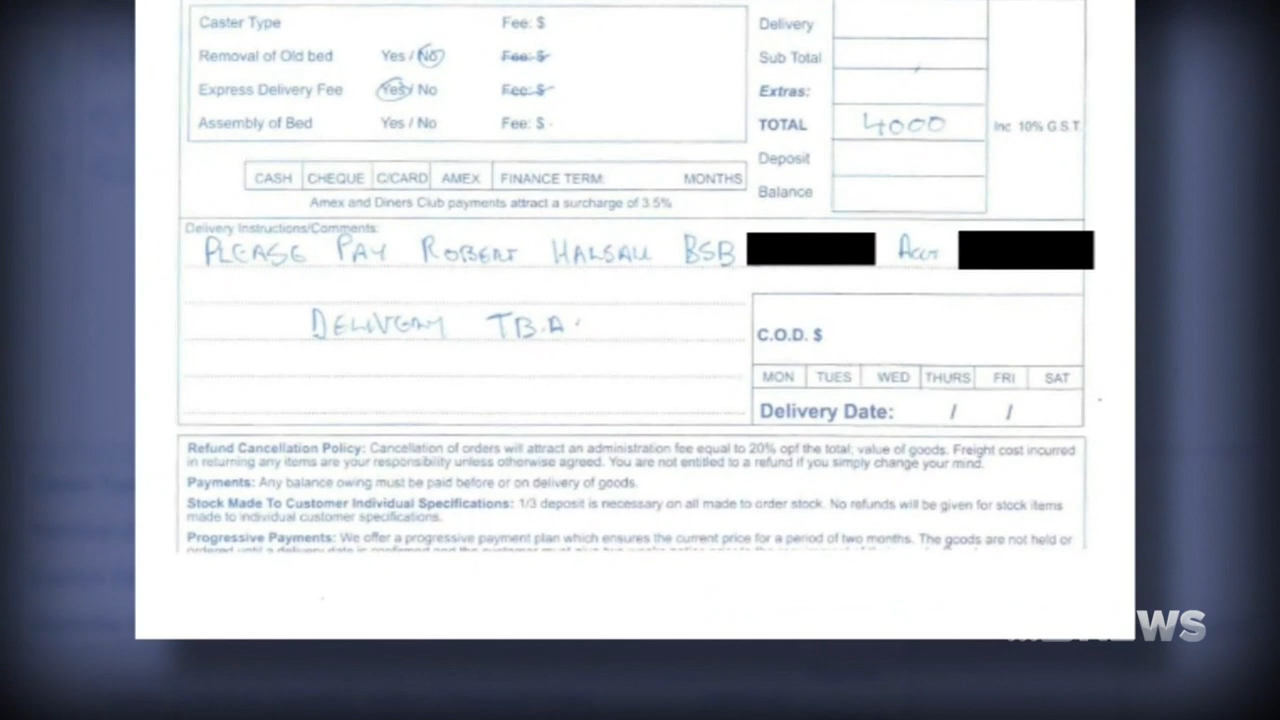 Caster Type Fee: $ Delivery
Removal of Old bed Yes / No Fee: $ Sub Total
Express Delivery Fee Yes / No Fee: $ Extras:
Assembly of Bed Yes / No Fee: $ TOTAL 4000 Inc 10% G.S.T.
Deposit
CASH CHEQUE C/CARD AMEX FINANCE TERM: MONTHS
Balance
Amex and Diners Club payments attract a surcharge of 3.5%
Delivery Instructions/Comments:
PLEASE PAY ROBERT HALSALL BSB Acct
DELIVERY T.B.A.
C.O.D. $
MON TUES WED THURS FRI SAT
Delivery Date: / /
Refund Cancellation Policy: Cancellation of orders will attract an administration fee equal to 20% opf the total; value of goods. Freight cost incurred
in returning any items are your responsibility unless otherwise agreed. You are not entitled to a refund if you simply change your mind.
Payments: Any balance owing must be paid before or on delivery of goods.
Stock Made To Customer Individual Specifications: 1/3 deposit is necessary on all made to order stock. No refunds will be given for stock items
made to individual customer specifications.
Progressive Payments: We offer a progressive payment plan which ensures the current price for a period of two months. The goods are not held or